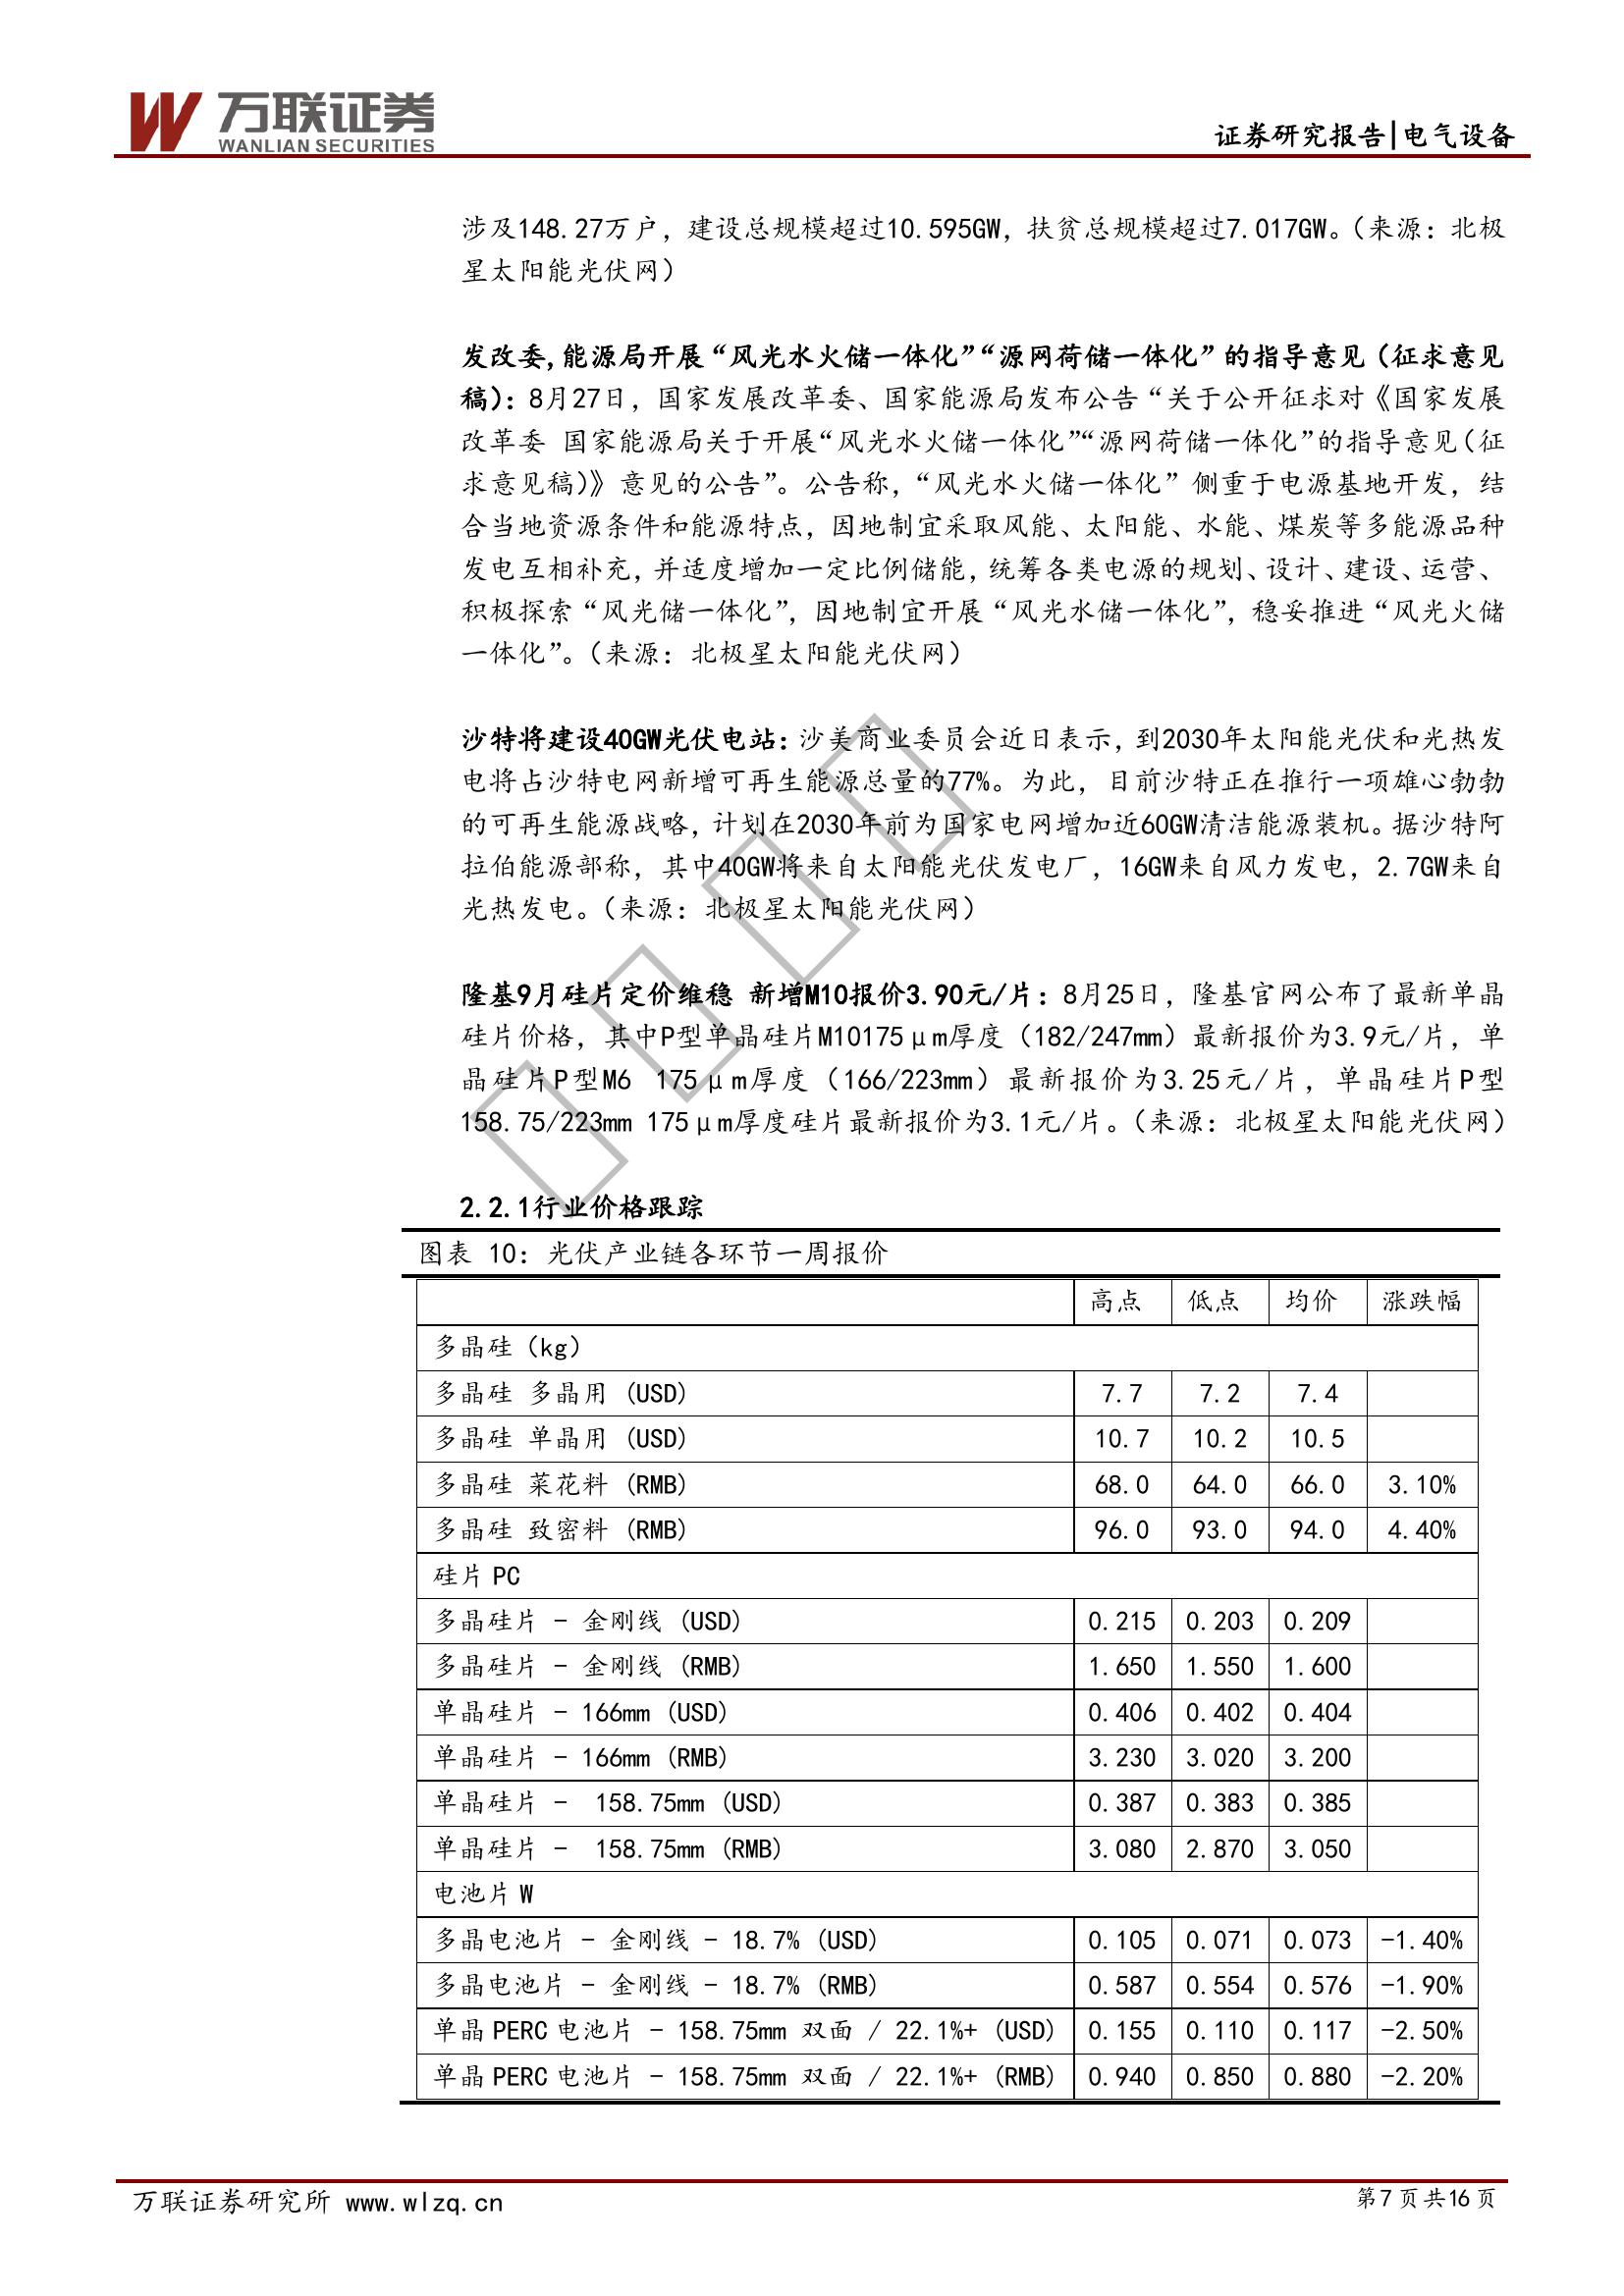 万联证券
WANLIAN SECURITIES
证券研究报告|电气设备
涉及148.27万户，建设总规模超过10.595GW，扶贫总规模超过7.017GW。（来源：北极
星太阳能光伏网）
发改委,能源局开展“风光水火储一体化”“源网荷储一体化”的指导意见（征求意见
稿）：8月27日，国家发展改革委、国家能源局发布公告“关于公开征求对《国家发展
改革委 国家能源局关于开展“风光水火储一体化”“源网荷储一体化”的指导意见（征
求意见稿）》意见的公告”。公告称，“风光水火储一体化”侧重于电源基地开发，结
合当地资源条件和能源特点，因地制宜采取风能、太阳能、水能、煤炭等多能源品种
发电互相补充，并适度增加一定比例储能，统筹各类电源的规划、设计、建设、运营、
积极探索“风光储一体化”，因地制宜开展“风光水储一体化”，稳妥推进“风光火储
一体化”。（来源：北极星太阳能光伏网）
沙特将建设40GW光伏电站：沙美商业委员会近日表示，到2030年太阳能光伏和光热发
电将占沙特电网新增可再生能源总量的77%。为此，目前沙特正在推行一项雄心勃勃
的可再生能源战略，计划在2030年前为国家电网增加近60GW清洁能源装机。据沙特阿
拉伯能源部称，其中40GW将来自太阳能光伏发电厂，16GW来自风力发电，2.7GW来自
光热发电。（来源：北极星太阳能光伏网）
隆基9月硅片定价维稳 新增M10报价3.90元/片：8月25日，隆基官网公布了最新单晶
硅片价格，其中P型单晶硅片M10175μm厚度（182/247mm）最新报价为3.9元/片，单
晶硅片P型M6 175μm厚度（166/223mm）最新报价为3.25元/片，单晶硅片P型
158.75/223mm 175μm厚度硅片最新报价为3.1元/片。（来源：北极星太阳能光伏网）
2.2.1行业价格跟踪
图表 10：光伏产业链各环节一周报价
高点 低点 均价 涨跌幅
多晶硅（kg）
多晶硅 多晶用 (USD) 7.7 7.2 7.4
多晶硅 单晶用 (USD) 10.7 10.2 10.5
多晶硅 菜花料 (RMB) 68.0 64.0 66.0 3.10%
多晶硅 致密料 (RMB) 96.0 93.0 94.0 4.40%
硅片 PC
多晶硅片 - 金刚线 (USD) 0.215 0.203 0.209
多晶硅片 - 金刚线 (RMB) 1.650 1.550 1.600
单晶硅片 - 166mm (USD) 0.406 0.402 0.404
单晶硅片 - 166mm (RMB) 3.230 3.020 3.200
单晶硅片 - 158.75mm (USD) 0.387 0.383 0.385
单晶硅片 - 158.75mm (RMB) 3.080 2.870 3.050
电池片 W
多晶电池片 - 金刚线 - 18.7% (USD) 0.105 0.071 0.073 -1.40%
多晶电池片 - 金刚线 - 18.7% (RMB) 0.587 0.554 0.576 -1.90%
单晶 PERC 电池片 - 158.75mm 双面 / 22.1%+ (USD) 0.155 0.110 0.117 -2.50%
单晶 PERC 电池片 - 158.75mm 双面 / 22.1%+ (RMB) 0.940 0.850 0.880 -2.20%
万联证券研究所 www.wlzq.cn
第 7 页 共 16 页